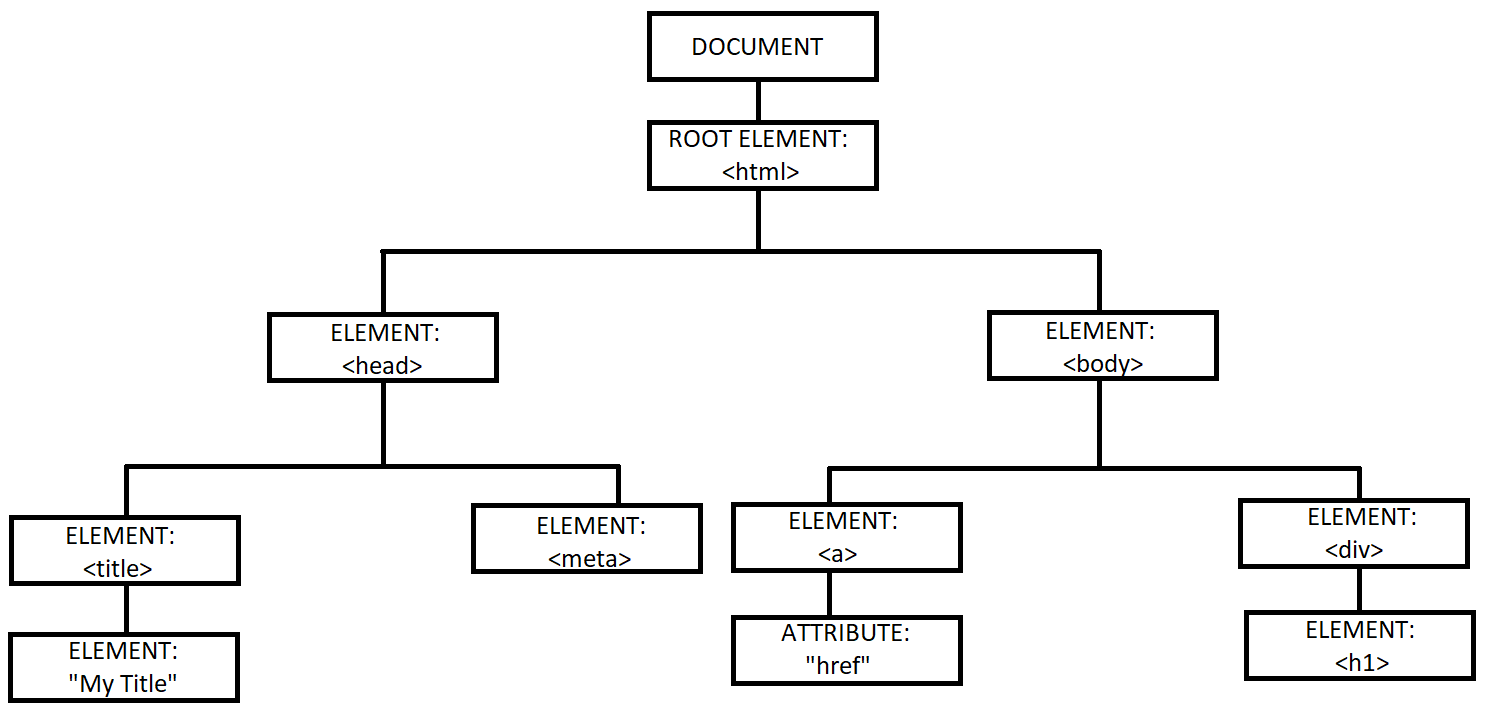 DOCUMENT
ROOT ELEMENT:
<html>
ELEMENT:
<head>
ELEMENT:
<body>
ELEMENT:
<title>
ELEMENT:
<meta>
ELEMENT:
<a>
ELEMENT:
<div>
ELEMENT:
"My Title"
ATTRIBUTE:
"href"
ELEMENT:
<h1>